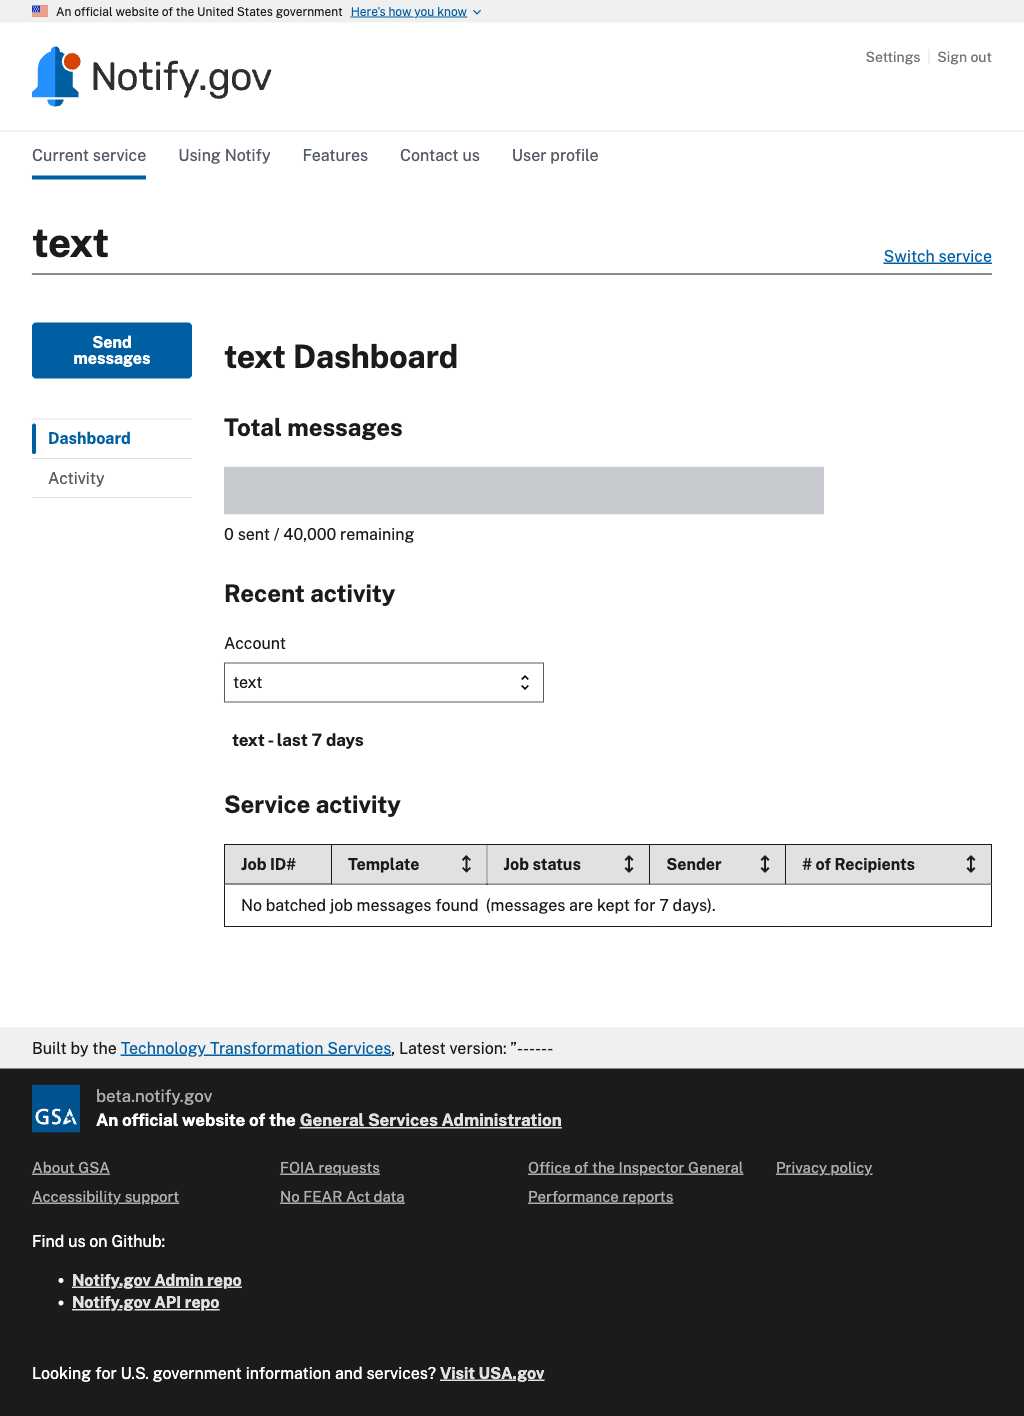 An official website of the United States government Here's how you know
Notify.gov
Settings Sign out
Current service Using Notify Features Contact us User profile
text
Switch service
Send
messages
text Dashboard
Dashboard
Activity
Total messages
0 sent / 40,000 remaining
Recent activity
Account
text
text - last 7 days
Service activity
Job ID# Template Job status Sender # of Recipients
No batched job messages found (messages are kept for 7 days).
Built by the Technology Transformation Services, Latest version: ”------
GSA
beta.notify.gov
An official website of the General Services Administration
About GSA FOIA requests Office of the Inspector General Privacy policy
Accessibility support No FEAR Act data Performance reports
Find us on Github:
• Notify.gov Admin repo
• Notify.gov API repo
Looking for U.S. government information and services? Visit USA.gov